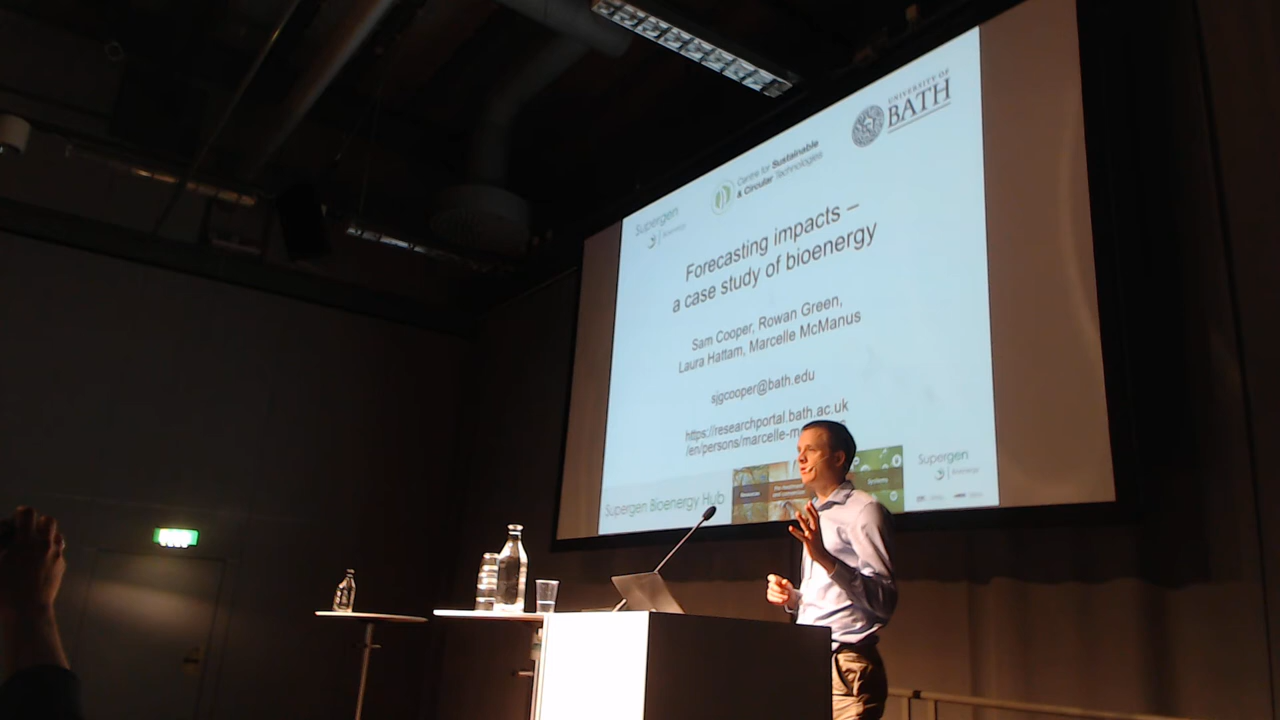 UNIVERSITY OF
BATH
Centre for Sustainable
& Circular Technologies
Supergen
Bioenergy
Forecasting impacts –
a case study of bioenergy
Sam Cooper, Rowan Green,
Laura Hattam, Marcelle McManus
sjgcooper@bath.edu
https://researchportal.bath.ac.uk
/en/persons/marcelle-m
Supergen Bioenergy Hub
Resources
Systems
Supergen
Bioenergy